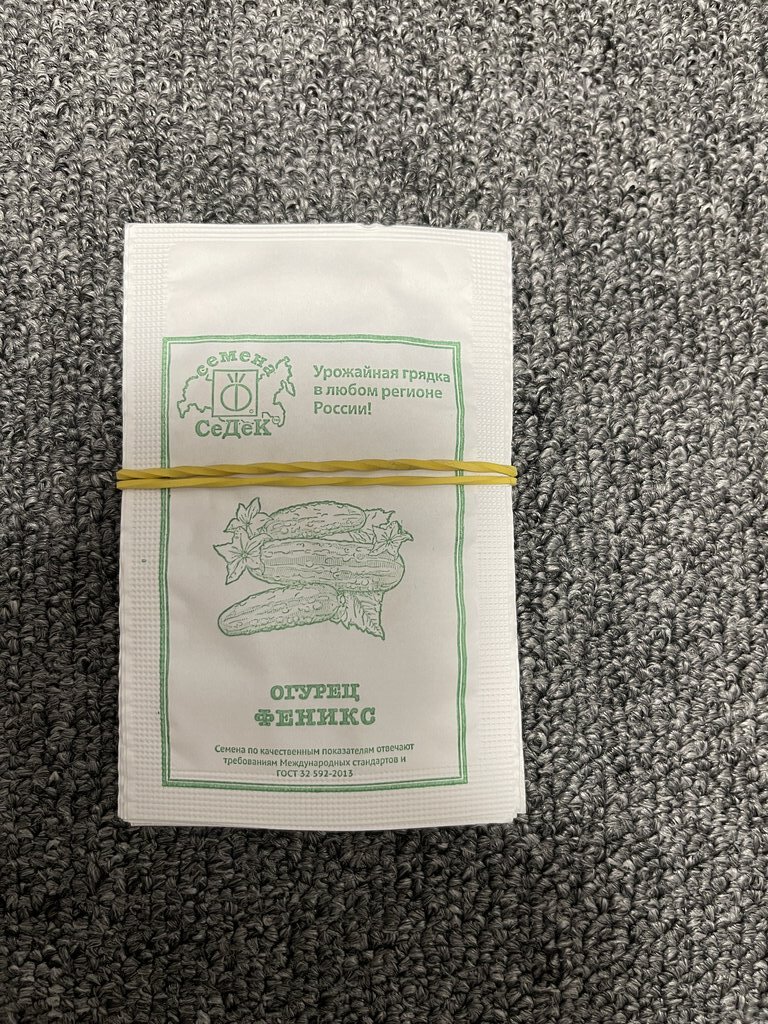 семена
СеДеК
Урожайная грядка
в любом регионе
России!
ОГУРЕЦ
ФЕНИКС
Семена по качественным показателям отвечают
требованиям Международных стандартов и
ГОСТ 32 592-2013